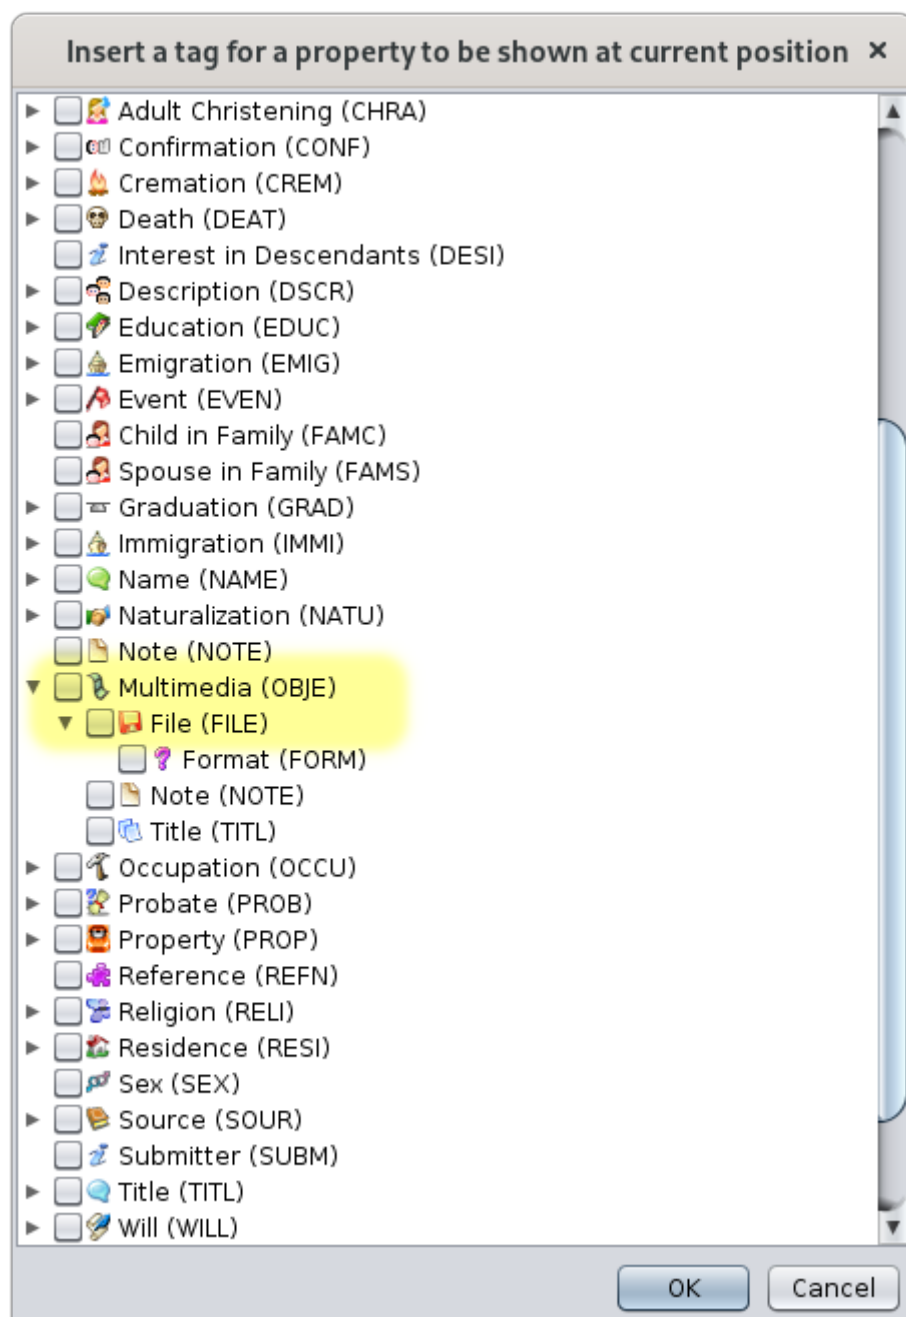 Insert a tag for a property to be shown at current position ×
Adult Christening (CHRA)
Confirmation (CONF)
Cremation (CREM)
Death (DEAT)
Interest in Descendants (DESI)
Description (DSCR)
Education (EDUC)
Emigration (EMIG)
Event (EVEN)
Child in Family (FAMC)
Spouse in Family (FAMS)
Graduation (GRAD)
Immigration (IMMI)
Name (NAME)
Naturalization (NATU)
Note (NOTE)
Multimedia (OBJE)
File (FILE)
Format (FORM)
Note (NOTE)
Title (TITL)
Occupation (OCCU)
Probate (PROB)
Property (PROP)
Reference (REFN)
Religion (RELI)
Residence (RESI)
Sex (SEX)
Source (SOUR)
Submitter (SUBM)
Title (TITL)
Will (WILL)
OK Cancel